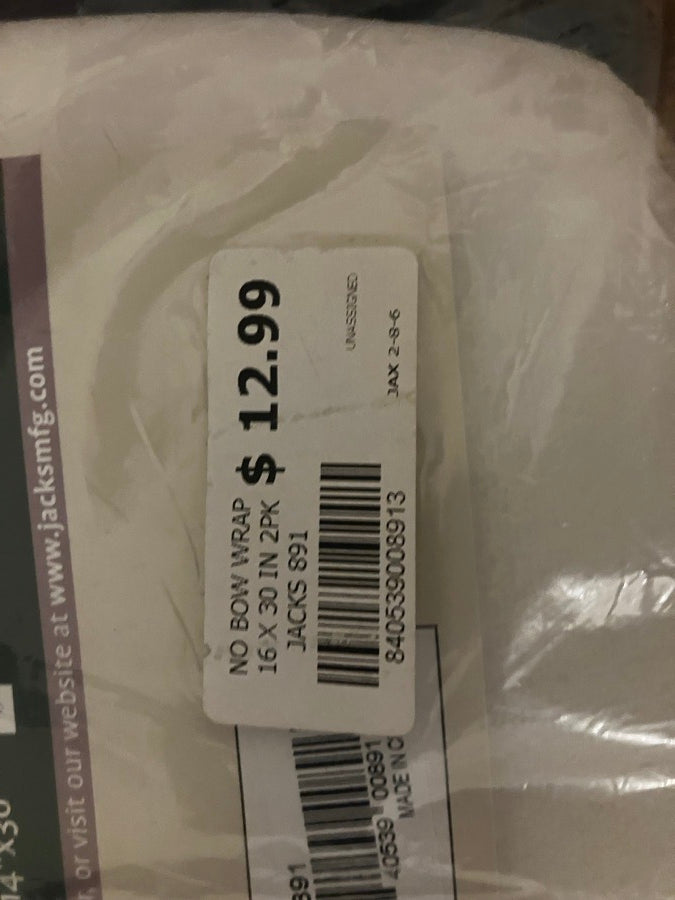 NO BOW WRAP
16 X 30 IN 2PK
JACKS 891
$ 12.99
840539008913
UNASSIGNED
JAX 2-8-6
or visit our website at www.jacksmfg.com
14"x30"
891
40539 00891
MADE IN